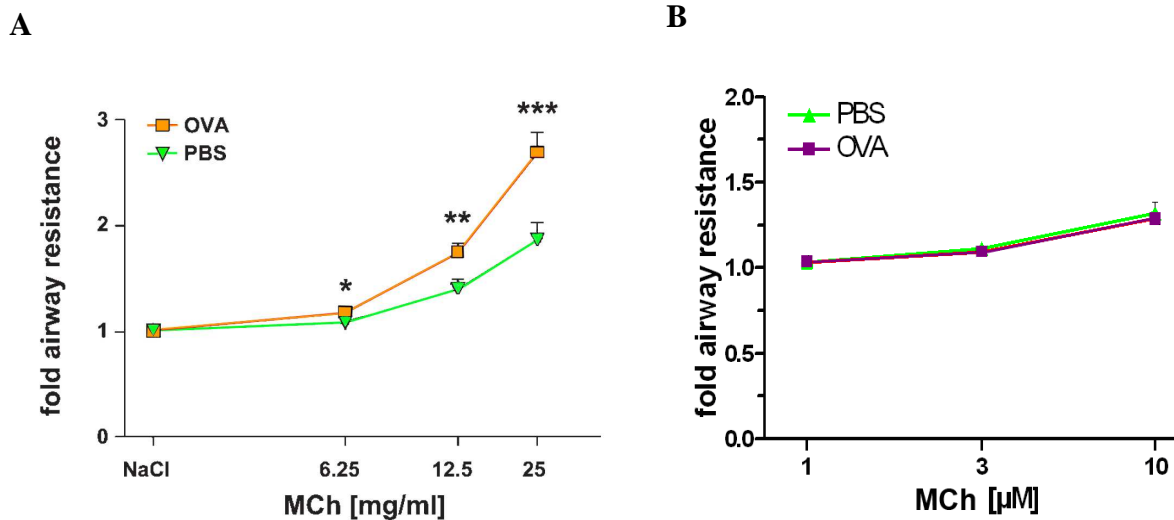 A
fold airway resistance
3
2
1
0
OVA
PBS
*
**
***
NaCl
6.25
12.5
25
MCh [mg/ml]
B
fold airway resistance
2.0
1.5
1.0
0.5
0.0
PBS
OVA
1
3
10
MCh [µM]